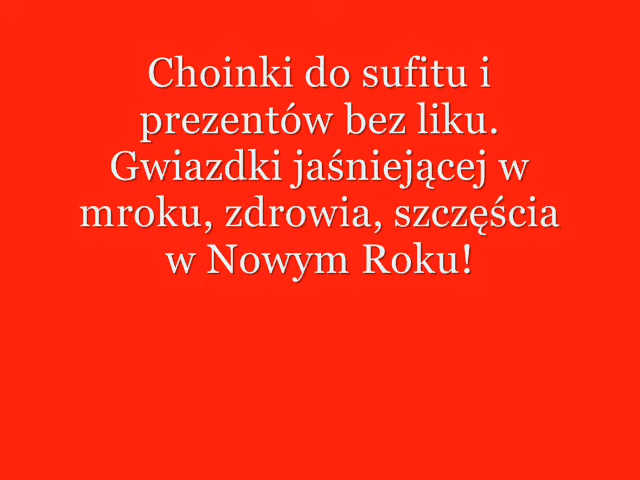 Choinki do sufitu i
prezentów bez liku.
Gwiazdki jaśniejącej w
mroku, zdrowia, szczęścia
w Nowym Roku!